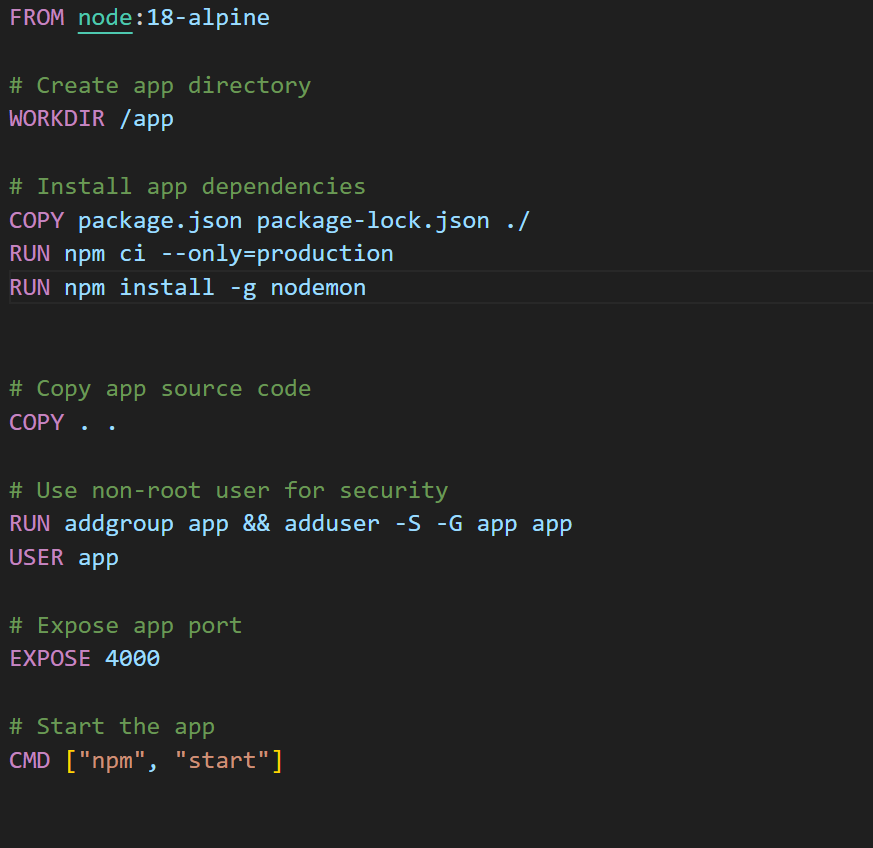 FROM node:18-alpine
# Create app directory
WORKDIR /app
# Install app dependencies
COPY package.json package-lock.json ./
RUN npm ci --only=production
RUN npm install -g nodemon
# Copy app source code
COPY . .
# Use non-root user for security
RUN addgroup app && adduser -S -G app app
USER app
# Expose app port
EXPOSE 4000
# Start the app
CMD ["npm", "start"]